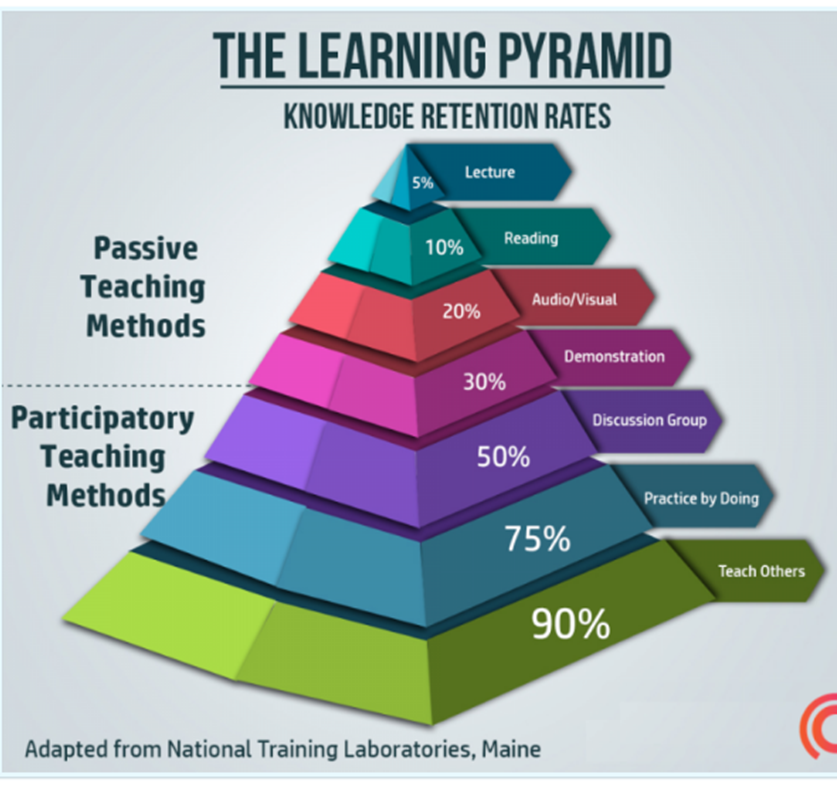 THE LEARNING PYRAMID
KNOWLEDGE RETENTION RATES
5% Lecture
10% Reading
20% Audio/Visual
30% Demonstration
50% Discussion Group
75% Practice by Doing
90% Teach Others
Passive
Teaching
Methods
Participatory
Teaching
Methods
Adapted from National Training Laboratories, Maine